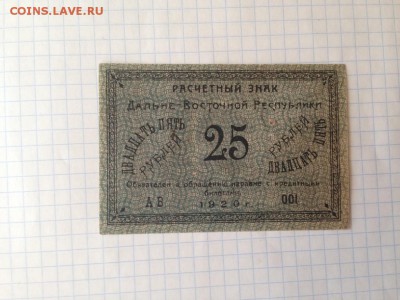 COINS.LAVE.RU
РАСЧЕТНЫЙ ЗНАК
Дальне-Восточной Республики
ДВАДЦАТЬ ПЯТЬ
РУБЛЕЙ
25
РУБЛЕЙ
ДВАДЦАТЬ ПЯТЬ
Обязателен к обращению наравне с кредитными
билетами
АВ 1920 г. 001